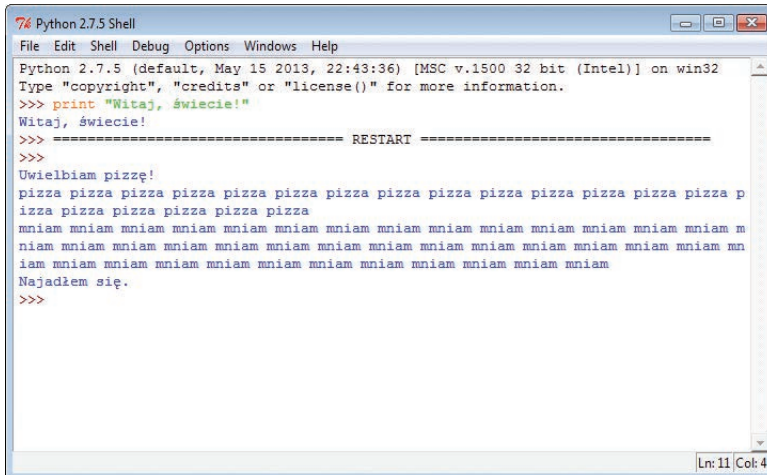 Python 2.7.5 Shell
File Edit Shell Debug Options Windows Help
Python 2.7.5 (default, May 15 2013, 22:43:36) [MSC v.1500 32 bit (Intel)] on win32
Type "copyright", "credits" or "license()" for more information.
>>> print "Witaj, świecie!"
Witaj, świecie!
>>> ================================== RESTART ==================================
>>>
Uwielbiam pizzę!
pizza pizza pizza pizza pizza pizza pizza pizza pizza pizza pizza pizza pizza pizza p
izza pizza pizza pizza pizza pizza
mniam mniam mniam mniam mniam mniam mniam mniam mniam mniam mniam mniam mniam mniam m
niam mniam mniam mniam mniam mniam mniam mniam mniam mniam mniam mniam mniam mniam mn
iam mniam mniam mniam mniam mniam mniam mniam mniam mniam mniam mniam
Najadłem się.
>>>
Ln: 11 Col: 4